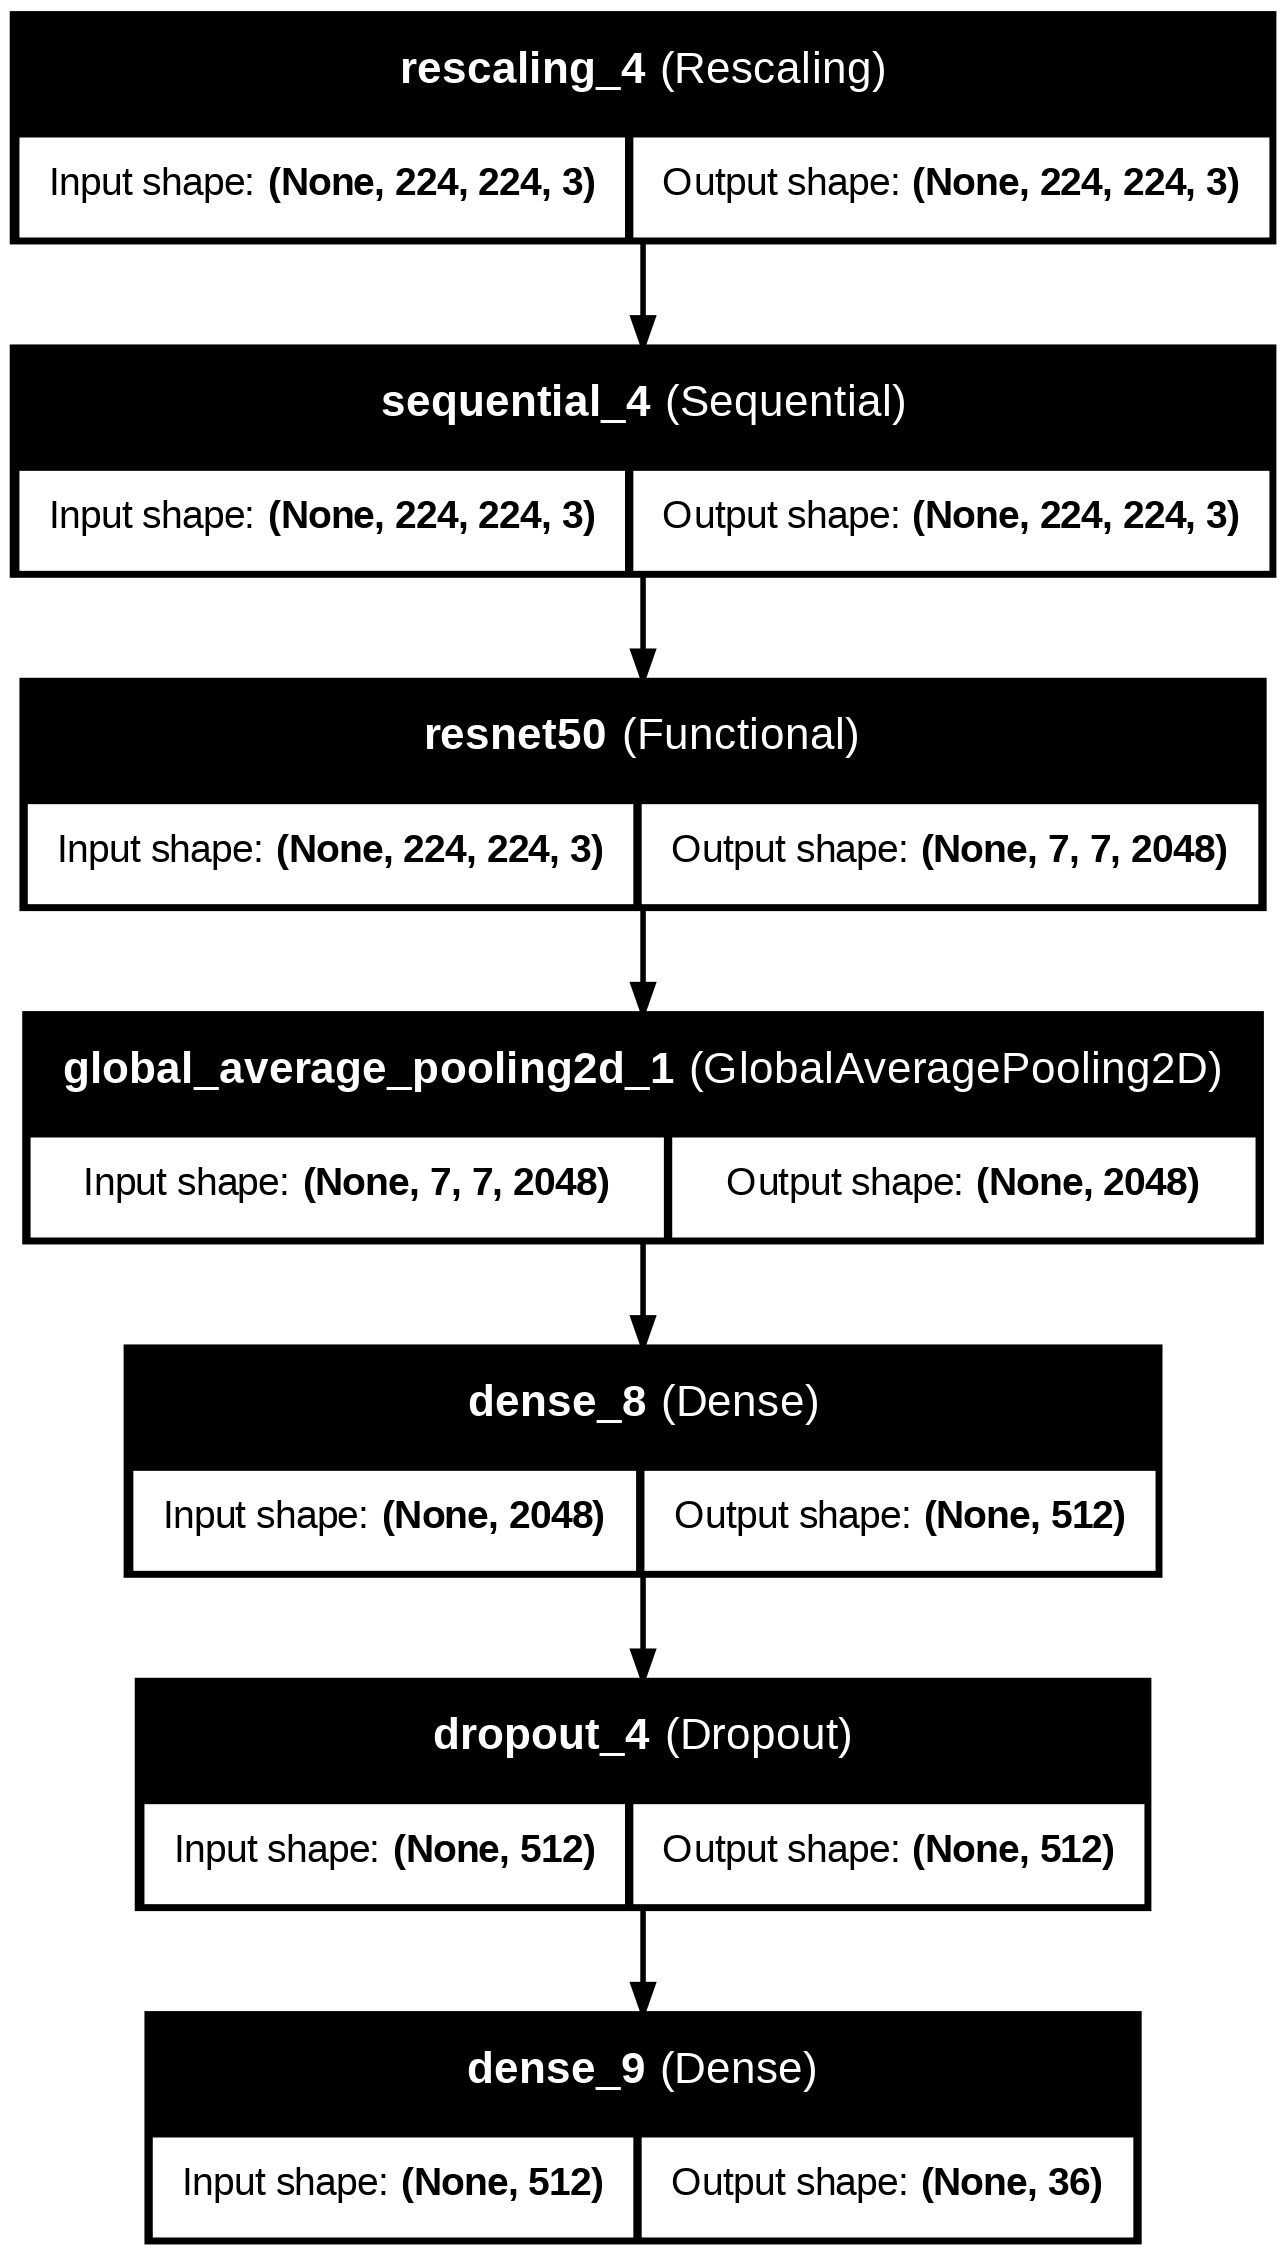 rescaling_4 (Rescaling)
Input shape: (None, 224, 224, 3) Output shape: (None, 224, 224, 3)
sequential_4 (Sequential)
Input shape: (None, 224, 224, 3) Output shape: (None, 224, 224, 3)
resnet50 (Functional)
Input shape: (None, 224, 224, 3) Output shape: (None, 7, 7, 2048)
global_average_pooling2d_1 (GlobalAveragePooling2D)
Input shape: (None, 7, 7, 2048) Output shape: (None, 2048)
dense_8 (Dense)
Input shape: (None, 2048) Output shape: (None, 512)
dropout_4 (Dropout)
Input shape: (None, 512) Output shape: (None, 512)
dense_9 (Dense)
Input shape: (None, 512) Output shape: (None, 36)